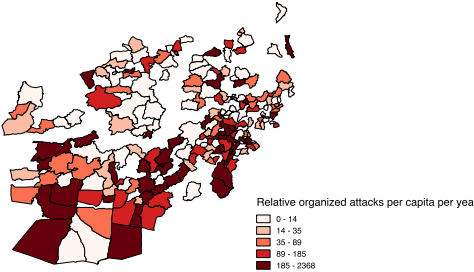 Relative organized attacks per capita per yea
0 - 14
14 - 35
35 - 89
89 - 185
185 - 2368